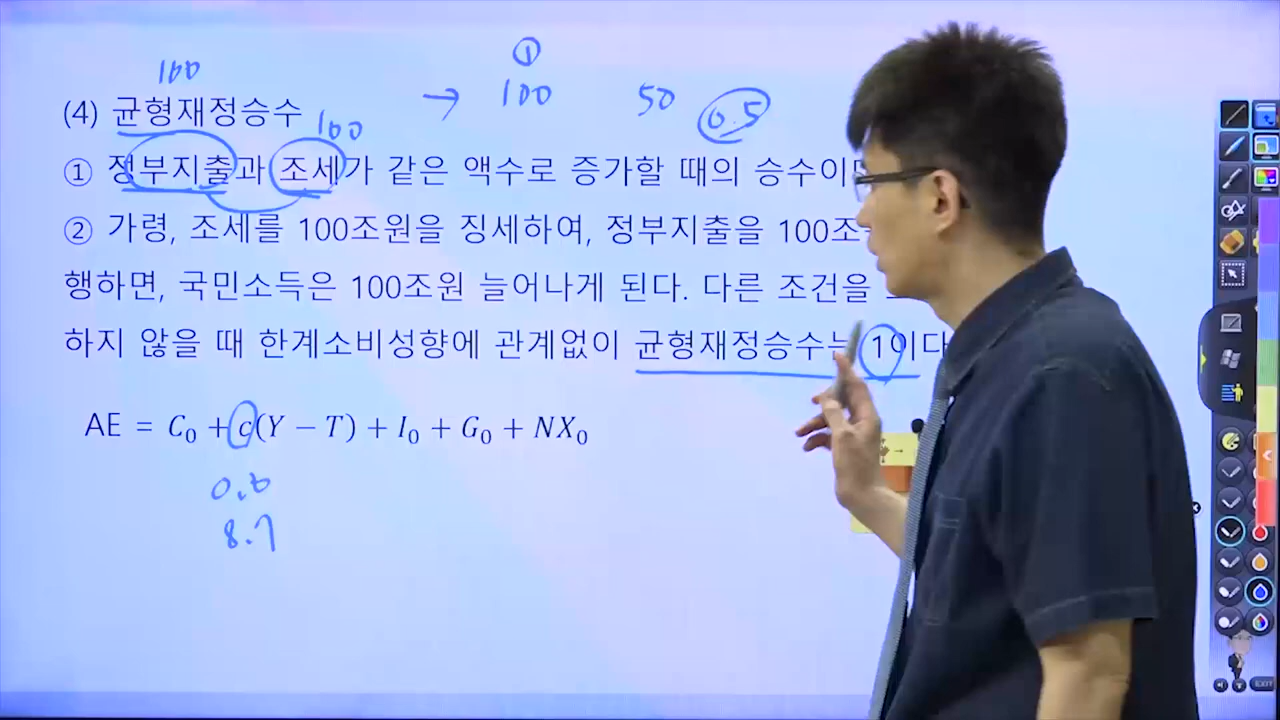 ①
100 → 100 50 0.5
(4) 균형재정승수
100
① 정부지출과 조세가 같은 액수로 증가할 때의 승수이
② 가령, 조세를 100조원을 징세하여, 정부지출을 100조
행하면, 국민소득은 100조원 늘어나게 된다. 다른 조건을
하지 않을 때 한계소비성향에 관계없이 균형재정승수는 1이다
AE = C₀ + c(Y − T) + I₀ + G₀ + NX₀
EXIT